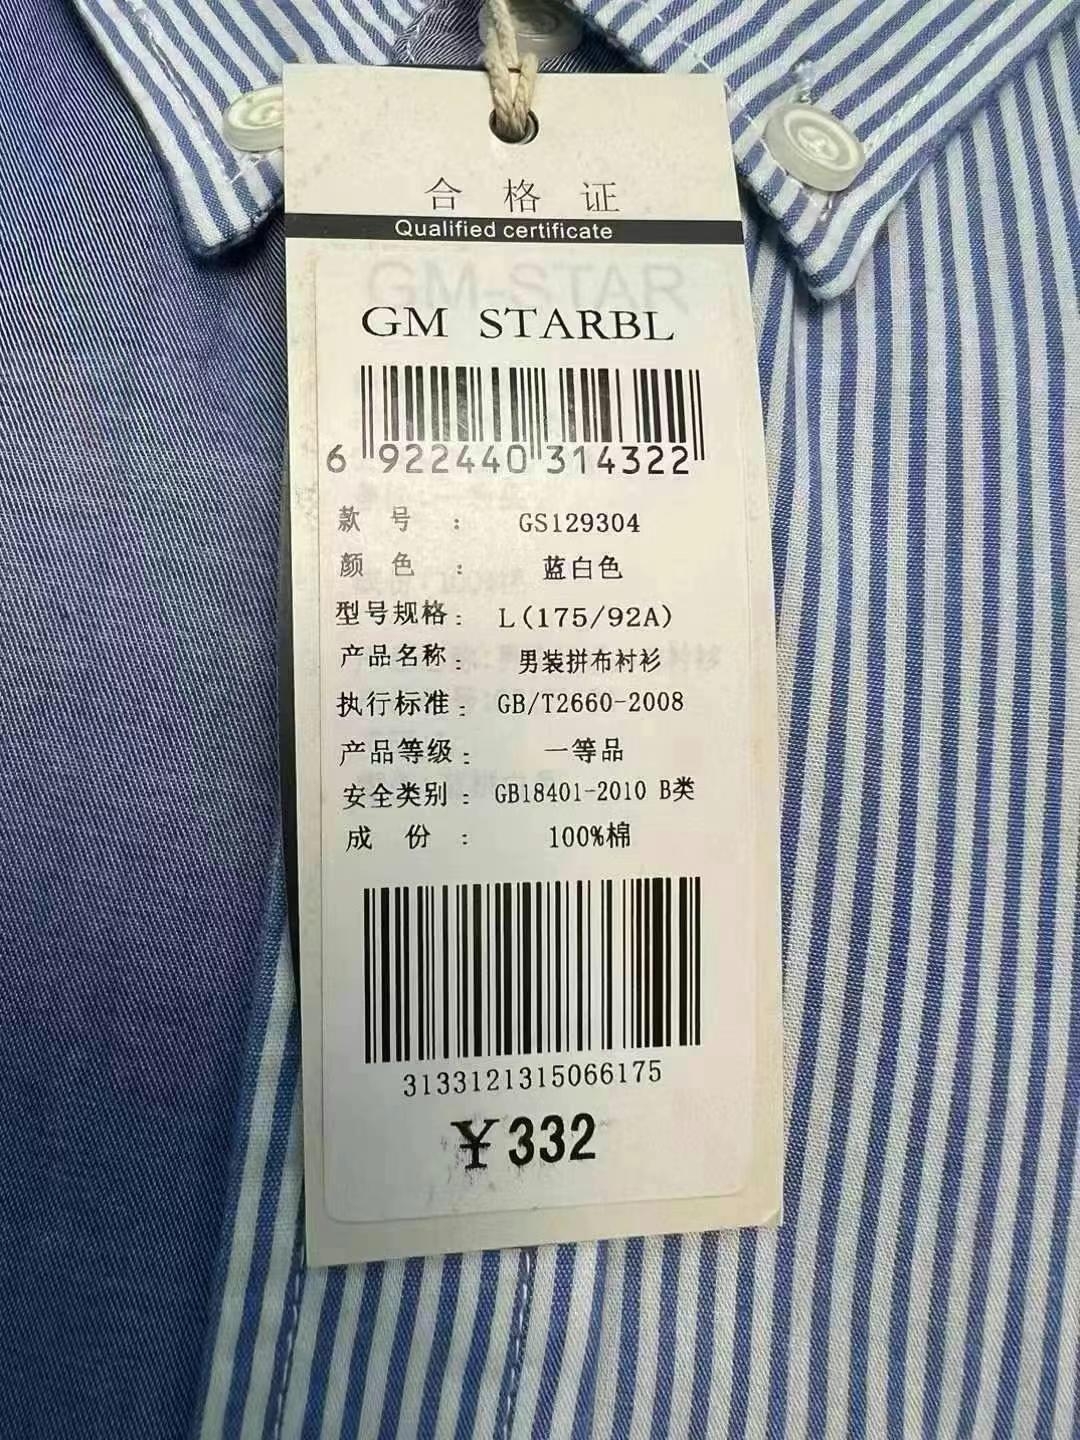 合格证
Qualified certificate
GM STARBL
6 922440 314322
款号： GS129304
颜色： 蓝白色
型号规格： L(175/92A)
产品名称： 男装拼布衬衫
执行标准： GB/T2660-2008
产品等级： 一等品
安全类别： GB18401-2010 B类
成份： 100%棉
3133121315066175
¥332